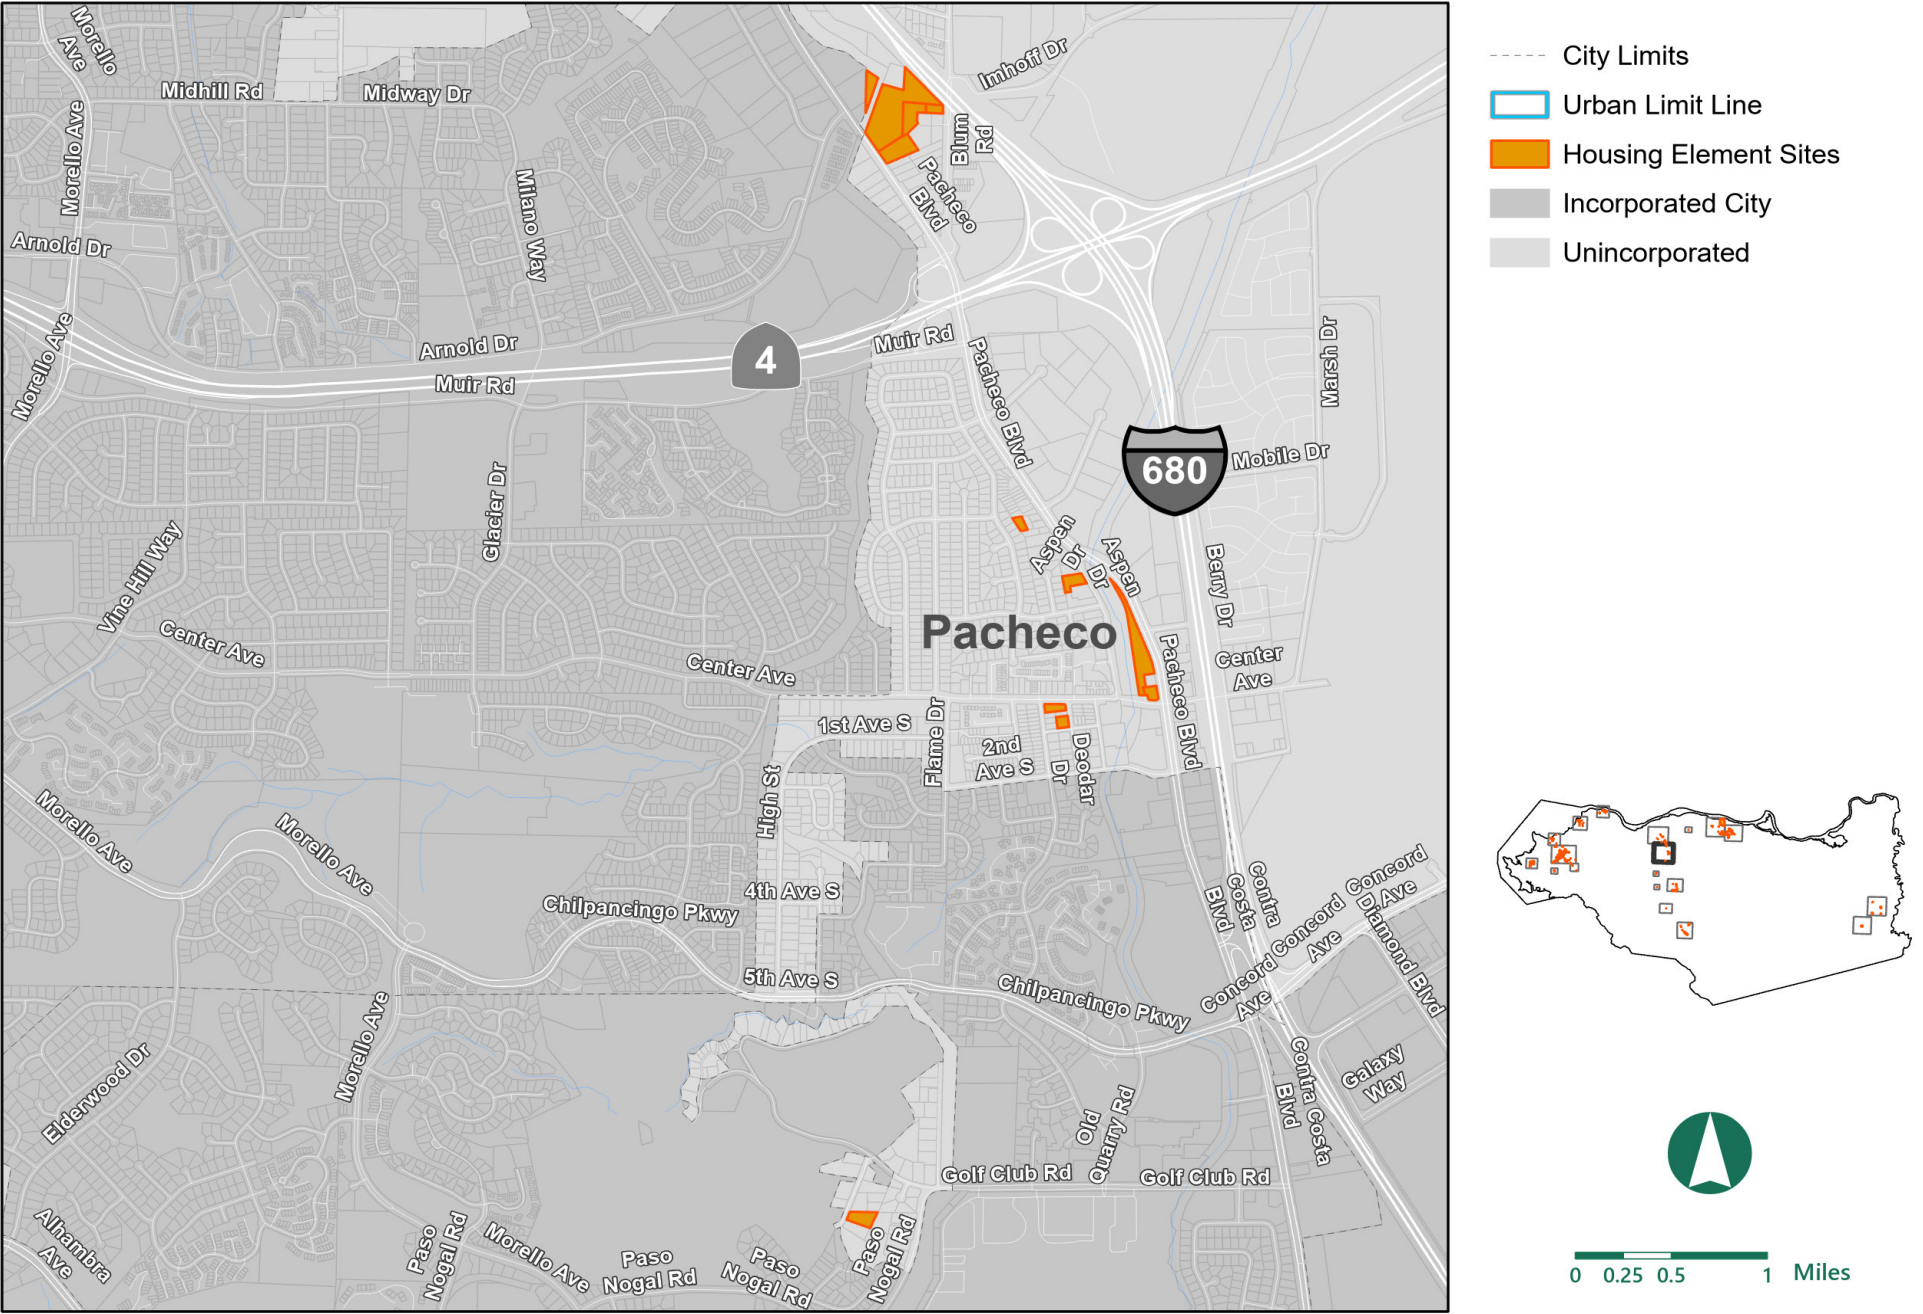 Morello
Ave
Midhill Rd
Midway Dr
Imhoff Dr
Morello Ave
Blum
Rd
Pacheco
Blvd
Milano Way
Arnold Dr
Morello Ave
Arnold Dr
Muir Rd
4
Muir Rd
Pacheco Blvd
Marsh Dr
680
Mobile Dr
Glacier Dr
Vine Hill Way
Aspen
Dr
Aspen
Dr
Berry Dr
Pacheco
Center Ave
Center Ave
Center
Ave
Pacheco Blvd
1st Ave S
Flame Dr
2nd
Ave S
Deodar
Dr
High St
Morello Ave
Morello Ave
4th Ave S
Chilpancingo Pkwy
5th Ave S
Chilpancingo Pkwy
Contra
Costa
Blvd
Concord
Ave
Concord
Ave
Concord
Ave
Diamond Blvd
Galaxy
Way
Contra Costa
Blvd
Morello Ave
Elderwood Dr
Old
Quarry Rd
Golf Club Rd
Golf Club Rd
Alhambra
Ave
Paso
Nogal Rd
Morello Ave
Paso
Nogal Rd
Paso
Nogal Rd
Paso
Nogal Rd
City Limits
Urban Limit Line
Housing Element Sites
Incorporated City
Unincorporated
0 0.25 0.5 1 Miles